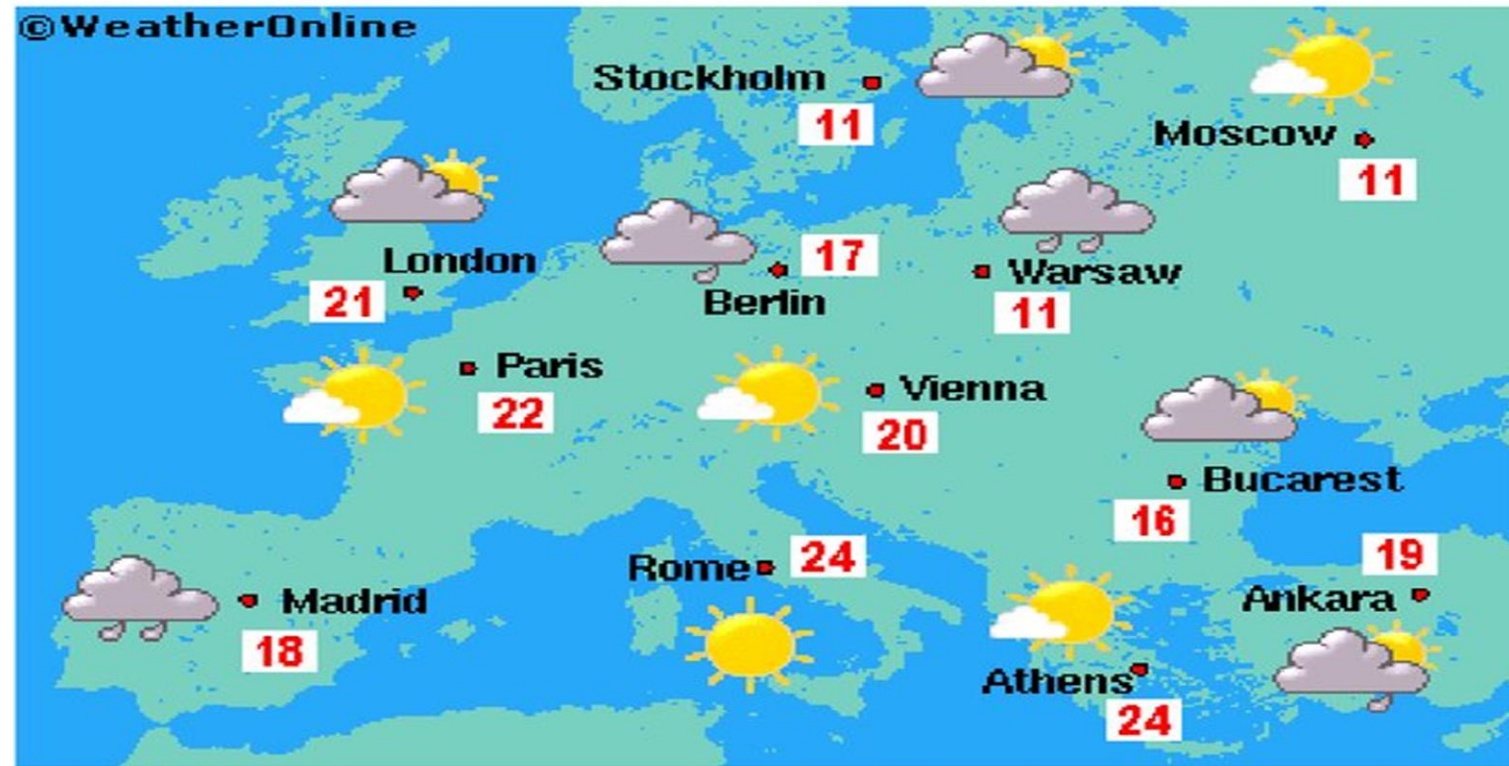 ©WeatherOnline
Stockholm
11
Moscow
11
London
21
17
Berlin
Warsaw
11
Paris
22
Vienna
20
Bucarest
16
Rome
24
19
Ankara
Madrid
18
Athens
24